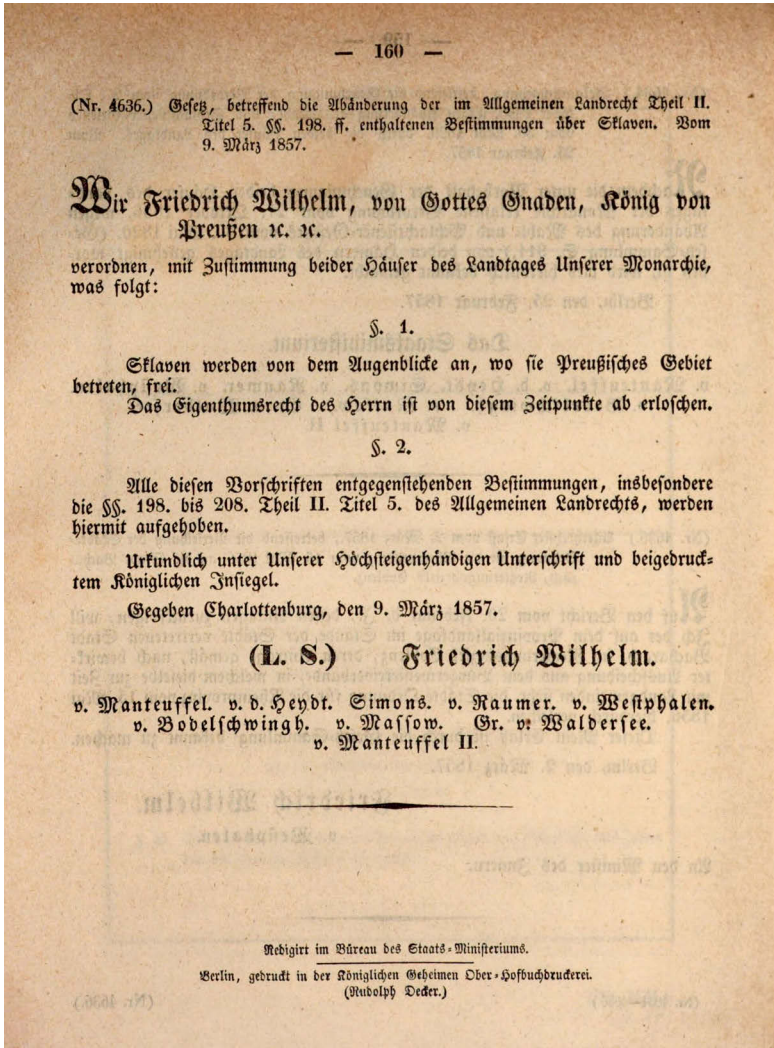 — 160 —
(Nr. 4636.) Gesetz, betreffend die Abänderung der im Allgemeinen Landrecht Theil II.
Titel 5. §§. 198. ff. enthaltenen Bestimmungen über Sklaven. Vom
9. März 1857.
Wir Friedrich Wilhelm, von Gottes Gnaden, König von
Preußen ꝛc. ꝛc.
verordnen, mit Zustimmung beider Häuser des Landtages Unserer Monarchie,
was folgt:
§. 1.
Sklaven werden von dem Augenblicke an, wo sie Preußisches Gebiet
betreten, frei.
Das Eigenthumsrecht des Herrn ist von diesem Zeitpunkte ab erloschen.
§. 2.
Alle diesen Vorschriften entgegenstehenden Bestimmungen, insbesondere
die §§. 198. bis 208. Theil II. Titel 5. des Allgemeinen Landrechts, werden
hiermit aufgehoben.
Urkundlich unter Unserer Höchsteigenhändigen Unterschrift und beigedruck-
tem Königlichen Insiegel.
Gegeben Charlottenburg, den 9. März 1857.
(L. S.) Friedrich Wilhelm.
v. Manteuffel. v. d. Heydt. Simons. v. Raumer. v. Westphalen.
v. Bodelschwingh. v. Massow. Gr. v. Waldersee.
v. Manteuffel II.
Redigirt im Büreau des Staats-Ministeriums.
Berlin, gedruckt in der Königlichen Geheimen Ober-Hofbuchdruckerei.
(Rudolph Decker.)